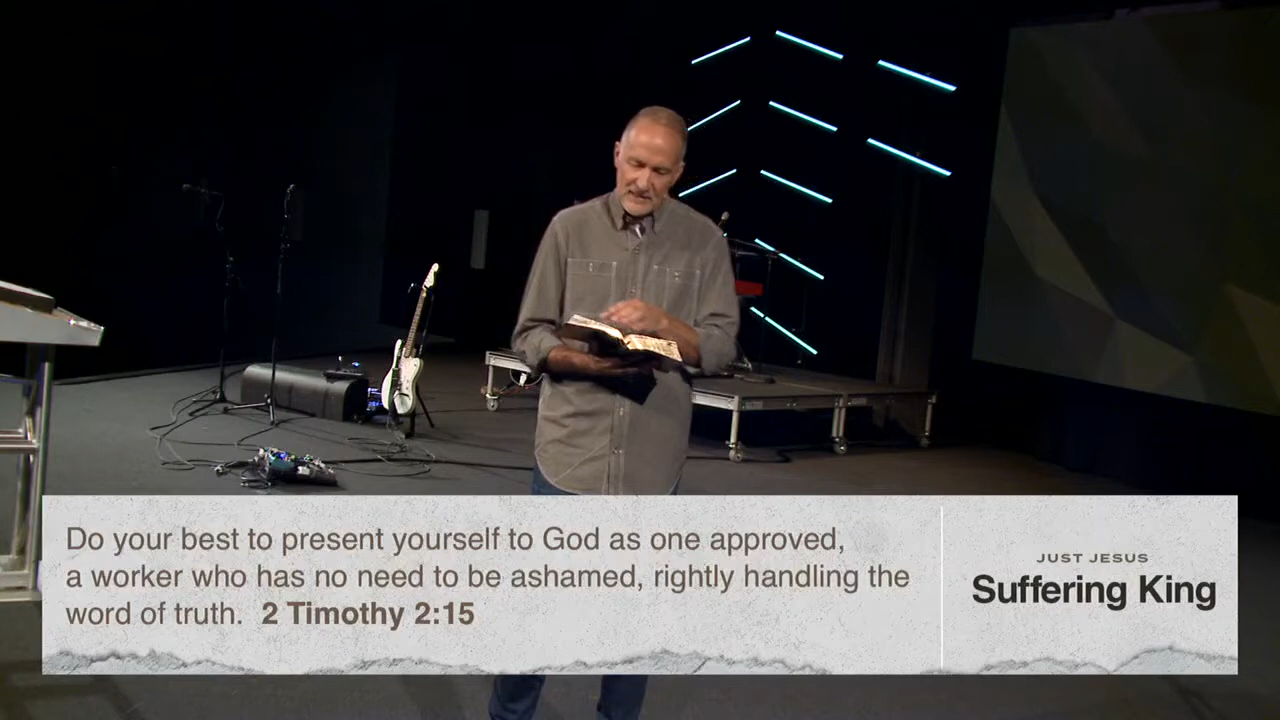 Do your best to present yourself to God as one approved,
a worker who has no need to be ashamed, rightly handling the
word of truth.  2 Timothy 2:15
JUST JESUS
Suffering King